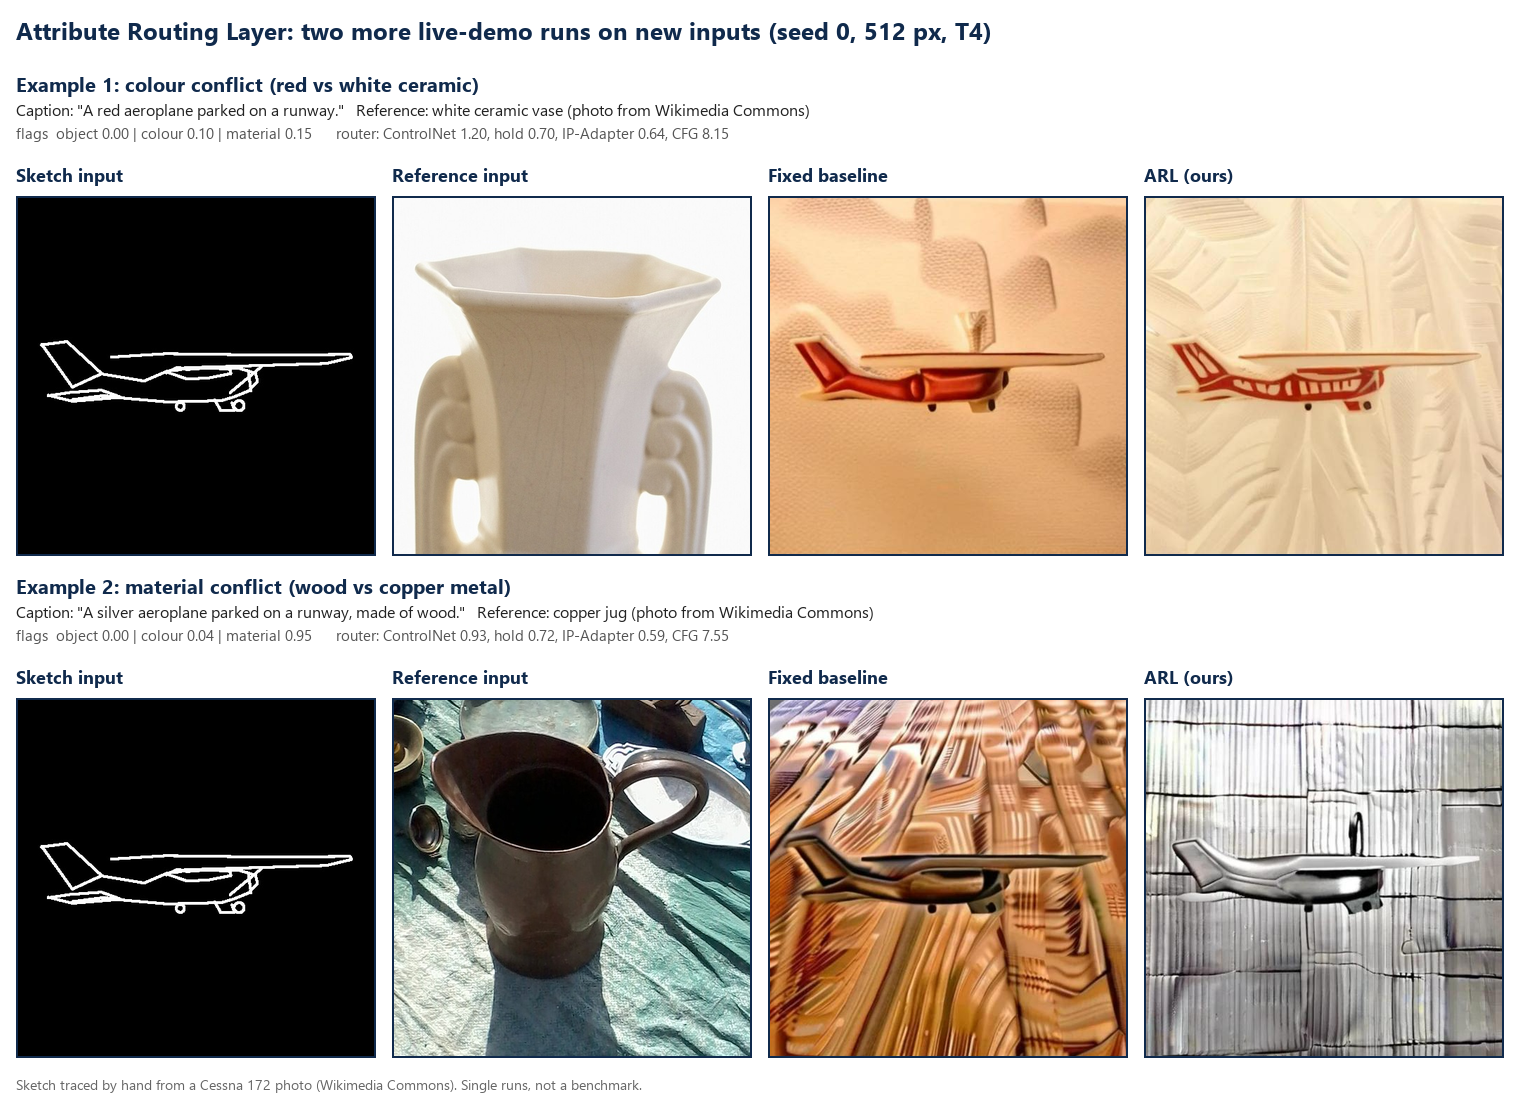 Attribute Routing Layer: two more live-demo runs on new inputs (seed 0, 512 px, T4)
Example 1: colour conflict (red vs white ceramic)
Caption: "A red aeroplane parked on a runway."   Reference: white ceramic vase (photo from Wikimedia Commons)
flags  object 0.00 | colour 0.10 | material 0.15      router: ControlNet 1.20, hold 0.70, IP-Adapter 0.64, CFG 8.15
Sketch input   Reference input   Fixed baseline   ARL (ours)
Example 2: material conflict (wood vs copper metal)
Caption: "A silver aeroplane parked on a runway, made of wood."   Reference: copper jug (photo from Wikimedia Commons)
flags  object 0.00 | colour 0.04 | material 0.95      router: ControlNet 0.93, hold 0.72, IP-Adapter 0.59, CFG 7.55
Sketch input   Reference input   Fixed baseline   ARL (ours)
Sketch traced by hand from a Cessna 172 photo (Wikimedia Commons). Single runs, not a benchmark.